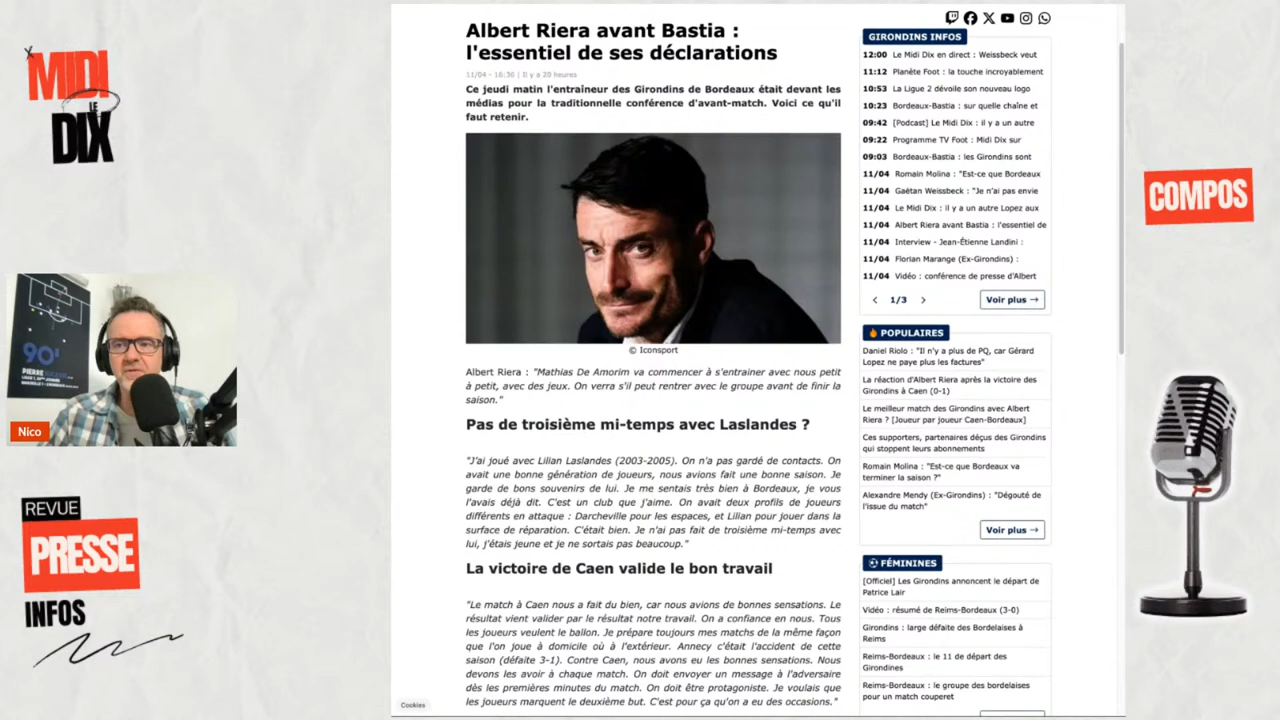 MIDI
LE
DIX
90'
PIERRE
Nico
REVUE
PRESSE
INFOS
Albert Riera avant Bastia :
l'essentiel de ses déclarations
11/04 - 16:36 | Il y a 20 heures
Ce jeudi matin l'entraîneur des Girondins de Bordeaux était devant les
médias pour la traditionnelle conférence d'avant-match. Voici ce qu'il
faut retenir.
© Iconsport
Albert Riera : "Mathias De Amorim va commencer à s'entrainer avec nous petit
à petit, avec des jeux. On verra s'il peut rentrer avec le groupe avant de finir la
saison."
Pas de troisième mi-temps avec Laslandes ?
"J'ai joué avec Lilian Laslandes (2003-2005). On n'a pas gardé de contacts. On
avait une bonne génération de joueurs, nous avions fait une bonne saison. Je
garde de bons souvenirs de lui. Je me sentais très bien à Bordeaux, je vous
l'avais déjà dit. C'est un club que j'aime. On avait deux profils de joueurs
différents en attaque : Darcheville pour les espaces, et Lilian pour jouer dans la
surface de réparation. C'était bien. Je n'ai pas fait de troisième mi-temps avec
lui, j'étais jeune et je ne sortais pas beaucoup."
La victoire de Caen valide le bon travail
"Le match à Caen nous a fait du bien, car nous avions de bonnes sensations. Le
résultat vient valider par le résultat notre travail. On a confiance en nous. Tous
les joueurs veulent le ballon. Je prépare toujours mes matchs de la même façon
que l'on joue à domicile où à l'extérieur. Annecy c'était l'accident de cette
saison (défaite 3-1). Contre Caen, nous avons eu les bonnes sensations. Nous
devons les avoir à chaque match. On doit envoyer un message à l'adversaire
dès les premières minutes du match. On doit être protagoniste. Je voulais que
les joueurs marquent le deuxième but. C'est pour ça qu'on a eu des occasions."
Cookies
GIRONDINS INFOS
12:00 Le Midi Dix en direct : Weissbeck veut
11:12 Planète Foot : la touche incroyablement
10:53 La Ligue 2 dévoile son nouveau logo
10:23 Bordeaux-Bastia : sur quelle chaîne et
09:42 [Podcast] Le Midi Dix : il y a un autre
09:22 Programme TV Foot : Midi Dix sur
09:03 Bordeaux-Bastia : les Girondins sont
11/04 Romain Molina : "Est-ce que Bordeaux
11/04 Gaëtan Weissbeck : "Je n'ai pas envie
11/04 Le Midi Dix : il y a un autre Lopez aux
11/04 Albert Riera avant Bastia : l'essentiel de
11/04 Interview - Jean-Étienne Landini :
11/04 Florian Marange (Ex-Girondins) :
11/04 Vidéo : conférence de presse d'Albert
1/3
Voir plus →
POPULAIRES
Daniel Riolo : "Il n'y a plus de PQ, car Gérard
Lopez ne paye plus les factures"
La réaction d'Albert Riera après la victoire des
Girondins à Caen (0-1)
Le meilleur match des Girondins avec Albert
Riera ? [Joueur par joueur Caen-Bordeaux]
Ces supporters, partenaires déçus des Girondins
qui stoppent leurs abonnements
Romain Molina : "Est-ce que Bordeaux va
terminer la saison ?"
Alexandre Mendy (Ex-Girondins) : "Dégouté de
l'issue du match"
Voir plus →
FÉMININES
[Officiel] Les Girondins annoncent le départ de
Patrice Lair
Vidéo : résumé de Reims-Bordeaux (3-0)
Girondins : large défaite des Bordelaises à
Reims
Reims-Bordeaux : le 11 de départ des
Girondines
Reims-Bordeaux : le groupe des bordelaises
pour un match couperet
COMPOS